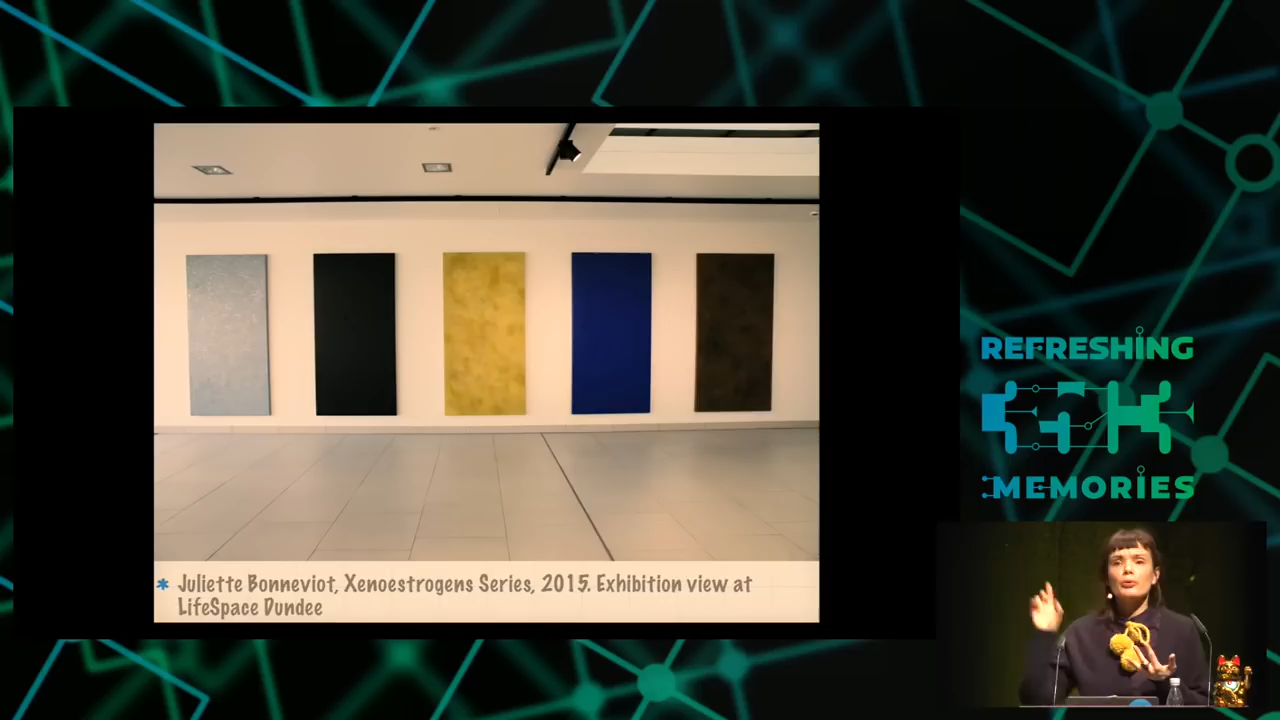 REFRESHING
MEMORIES
* Juliette Bonneviot, Xenoestrogens Series, 2015. Exhibition view at
LifeSpace Dundee